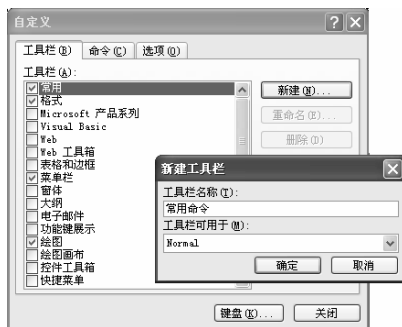 自定义
工具栏(B) 命令(C) 选项(O)
工具栏(A):
常用
格式
Microsoft 产品系列
Visual Basic
Web
Web 工具箱
表格和边框
菜单栏
窗体
大纲
电子邮件
功能键展示
绘图
绘图画布
控件工具箱
快捷菜单
新建(N)...
重命名(E)...
删除(D)
新建工具栏
工具栏名称(T):
常用命令
工具栏可用于(M):
Normal
确定 取消
键盘(K)... 关闭